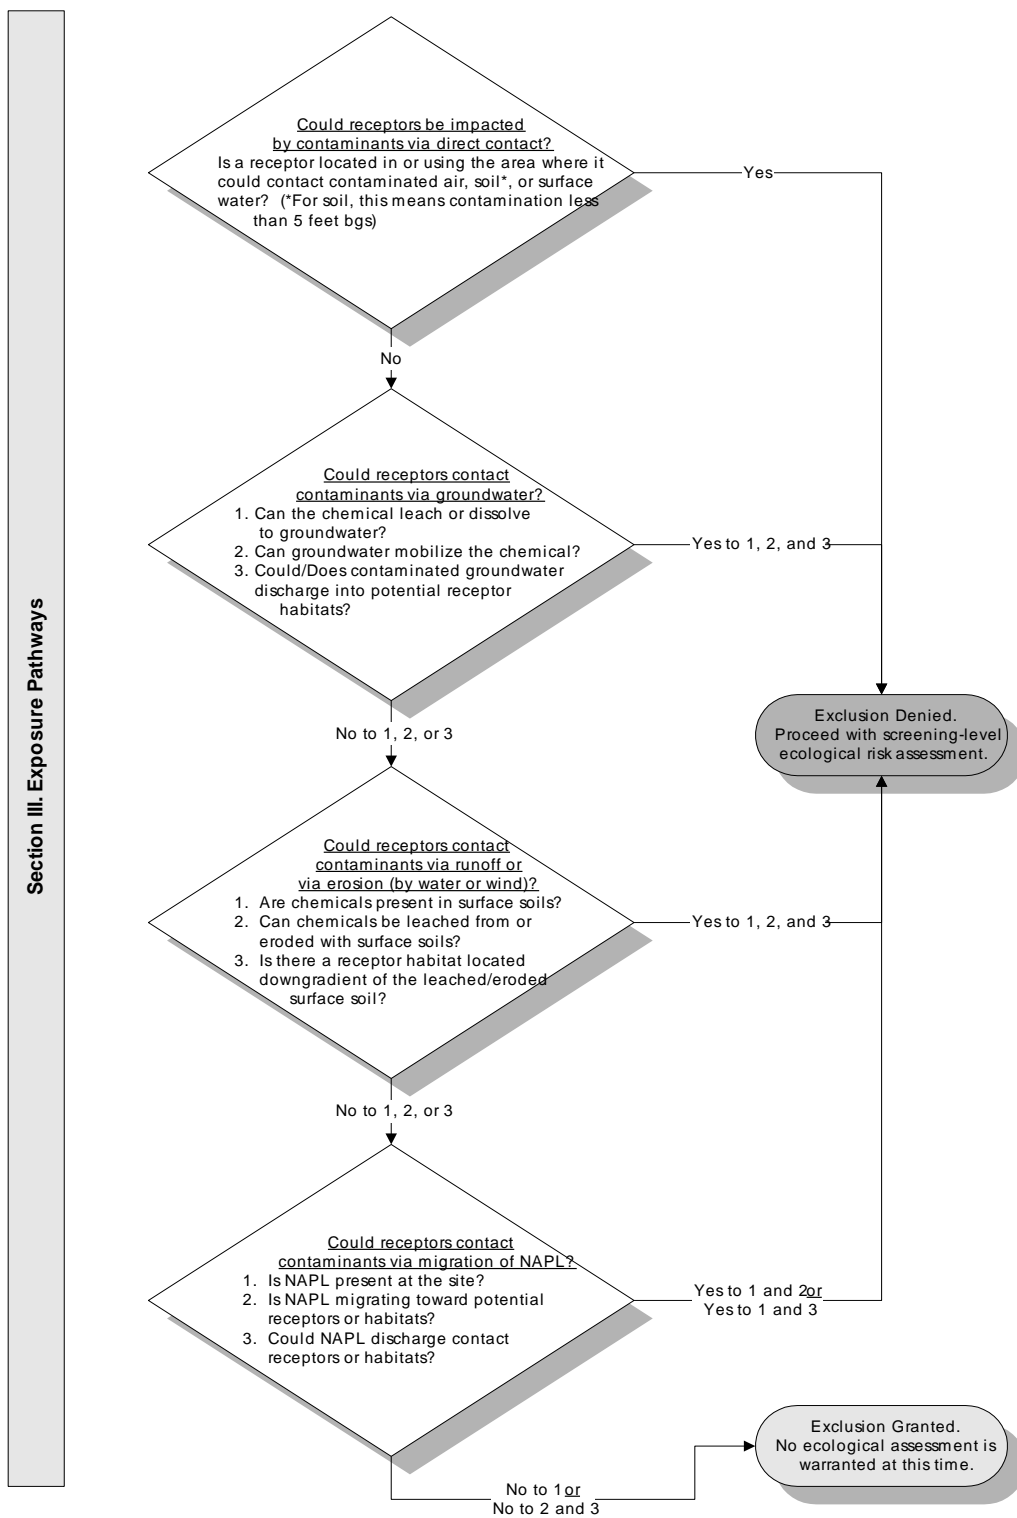 Section III. Exposure Pathways
Could receptors be impacted
by contaminants via direct contact?
Is a receptor located in or using the area where it
could contact contaminated air, soil*, or surface
water? (*For soil, this means contamination less
than 5 feet bgs)
Yes
No
Could receptors contact
contaminants via groundwater?
1. Can the chemical leach or dissolve
to groundwater?
2. Can groundwater mobilize the chemical?
3. Could/Does contaminated groundwater
discharge into potential receptor
habitats?
Yes to 1, 2, and 3
No to 1, 2, or 3
Exclusion Denied.
Proceed with screening-level
ecological risk assessment.
Could receptors contact
contaminants via runoff or
via erosion (by water or wind)?
1. Are chemicals present in surface soils?
2. Can chemicals be leached from or
eroded with surface soils?
3. Is there a receptor habitat located
downgradient of the leached/eroded
surface soil?
Yes to 1, 2, and 3
No to 1, 2, or 3
Could receptors contact
contaminants via migration of NAPL?
1. Is NAPL present at the site?
2. Is NAPL migrating toward potential
receptors or habitats?
3. Could NAPL discharge contact
receptors or habitats?
Yes to 1 and 2 or
Yes to 1 and 3
Exclusion Granted.
No ecological assessment is
warranted at this time.
No to 1 or
No to 2 and 3